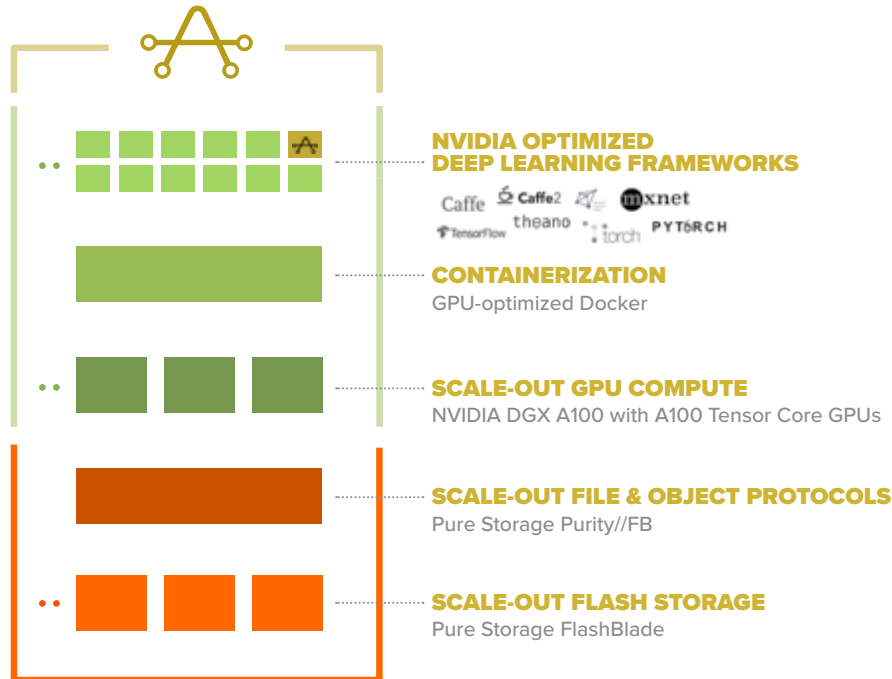 NVIDIA OPTIMIZED
DEEP LEARNING FRAMEWORKS
Caffe Caffe2 mxnet
TensorFlow theano torch PYTÓRCH
CONTAINERIZATION
GPU-optimized Docker
SCALE-OUT GPU COMPUTE
NVIDIA DGX A100 with A100 Tensor Core GPUs
SCALE-OUT FILE & OBJECT PROTOCOLS
Pure Storage Purity//FB
SCALE-OUT FLASH STORAGE
Pure Storage FlashBlade